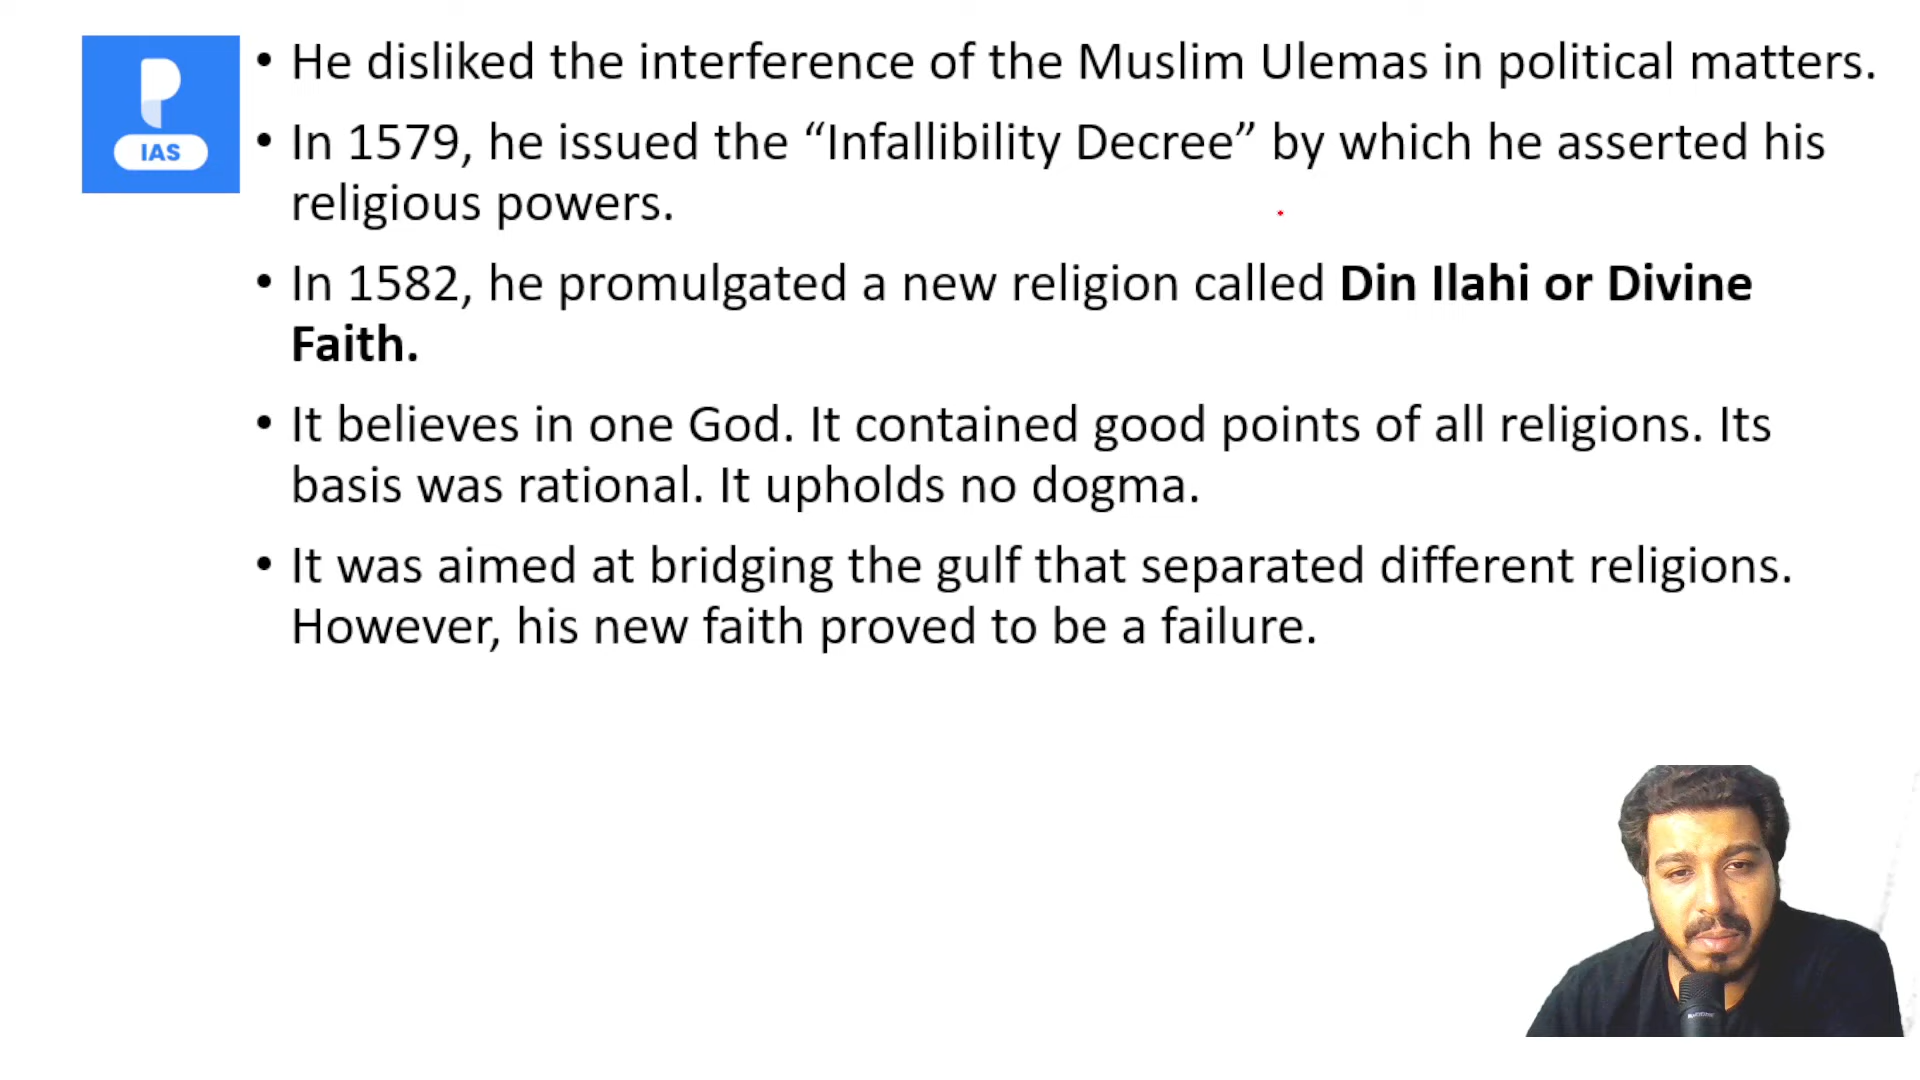 P
IAS
• He disliked the interference of the Muslim Ulemas in political matters.
• In 1579, he issued the “Infallibility Decree” by which he asserted his
religious powers.
• In 1582, he promulgated a new religion called Din Ilahi or Divine
Faith.
• It believes in one God. It contained good points of all religions. Its
basis was rational. It upholds no dogma.
• It was aimed at bridging the gulf that separated different religions.
However, his new faith proved to be a failure.